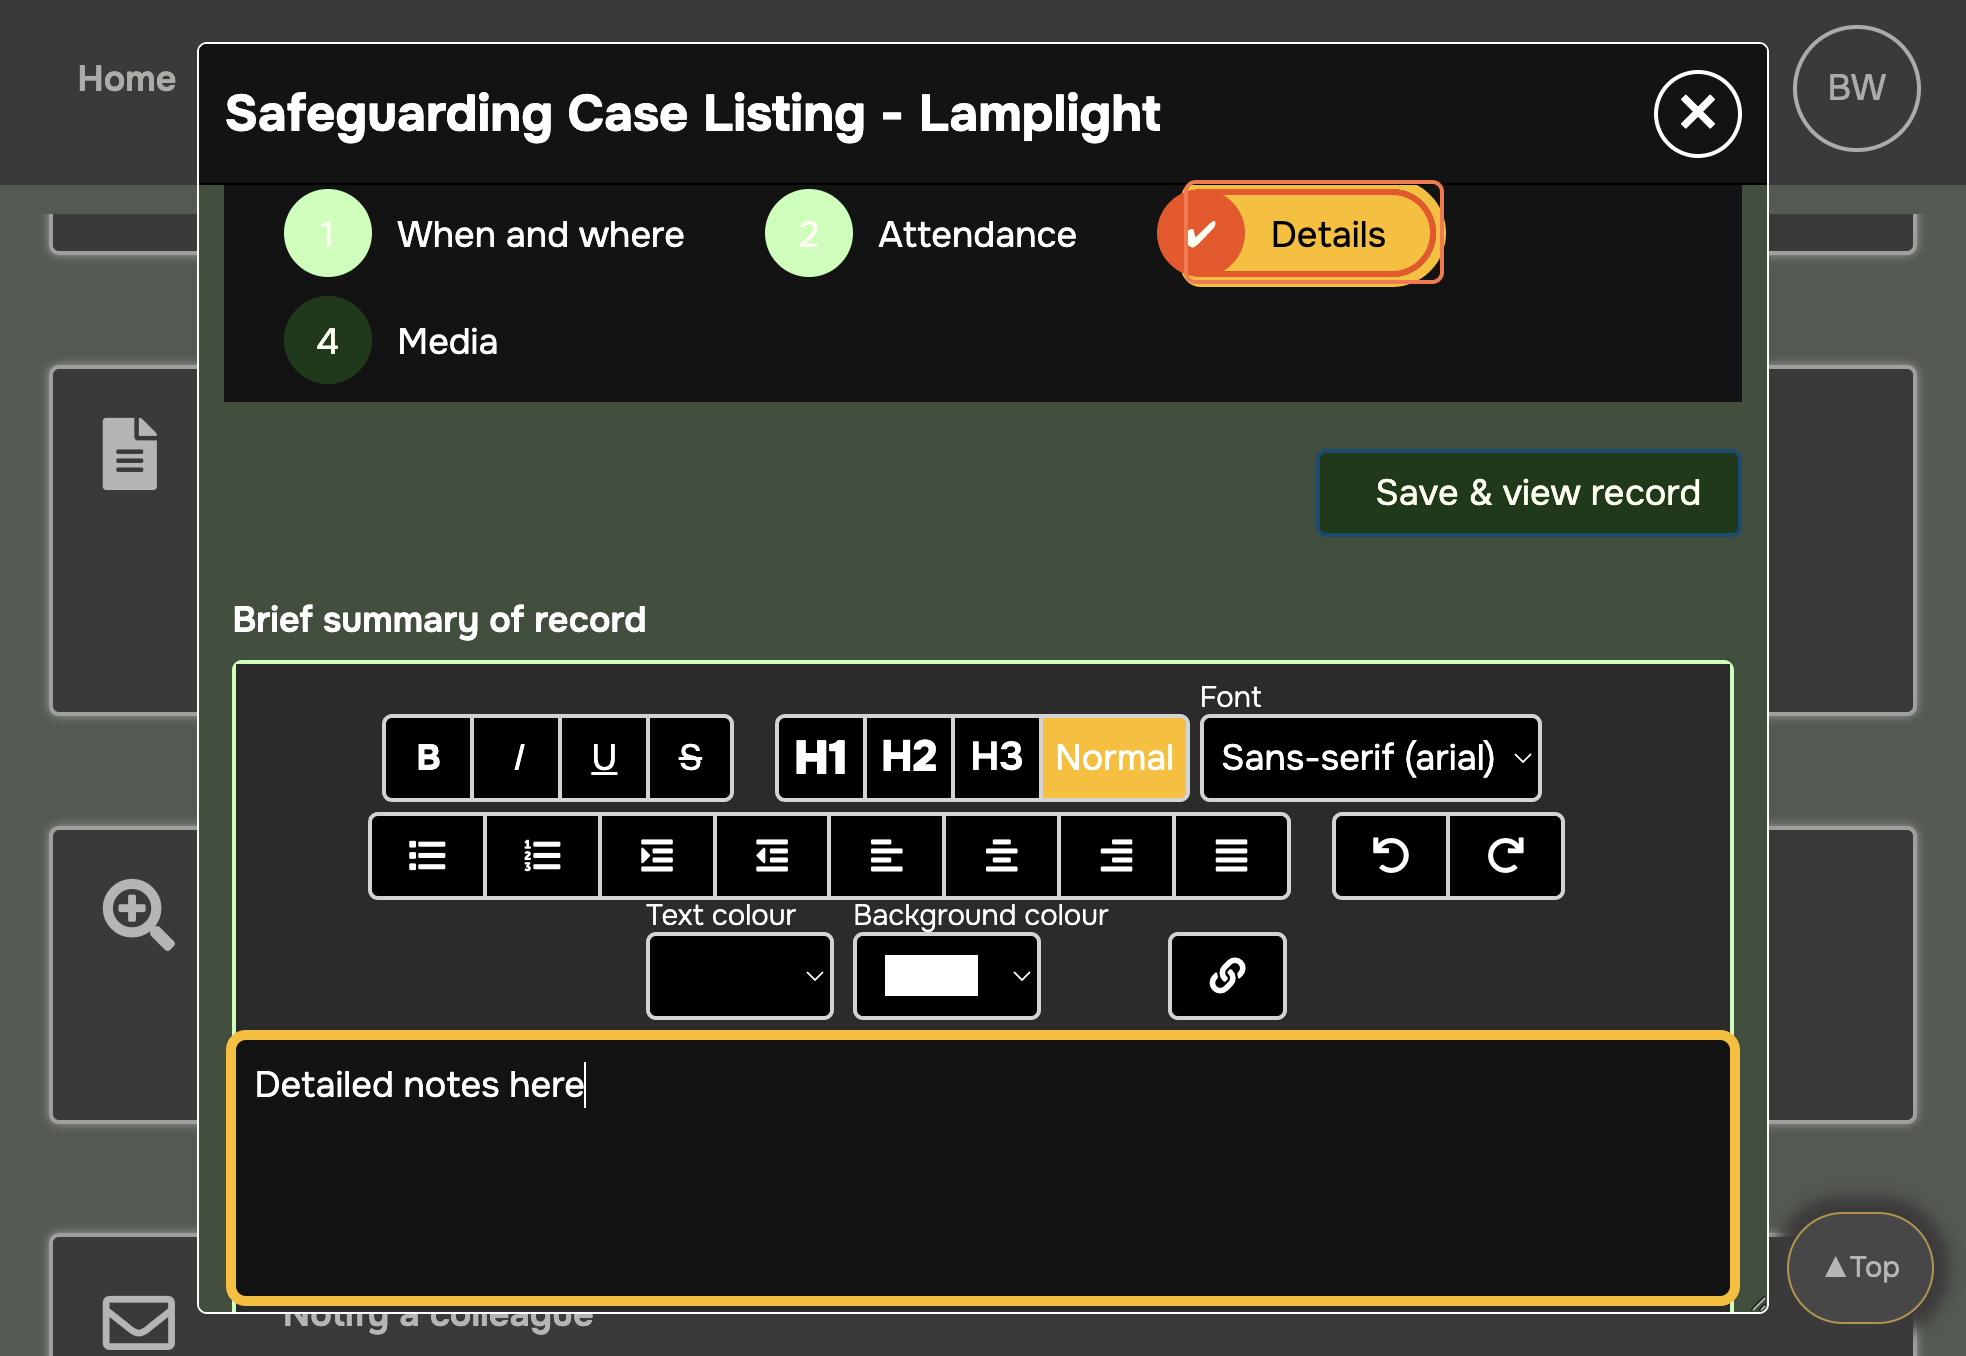 Home
Safeguarding Case Listing - Lamplight
BW
1 When and where
2 Attendance
✔ Details
4 Media
Save & view record
Brief summary of record
Font
B I U S H1 H2 H3 Normal Sans-serif (arial)
Text colour Background colour
Detailed notes here
▲Top
Notify a colleague